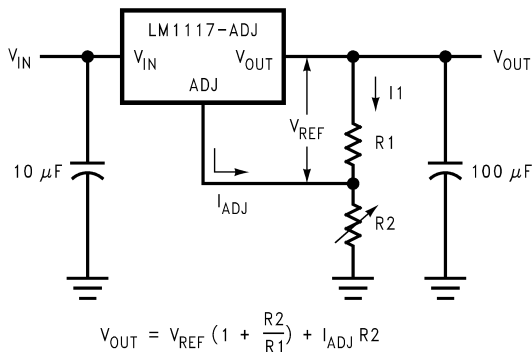 LM1117-ADJ
V_IN
V_IN
V_OUT
V_OUT
ADJ
I1
V_REF
R1
10 µF
100 µF
I_ADJ
R2
V_OUT = V_REF (1 + R2/R1) + I_ADJ R2